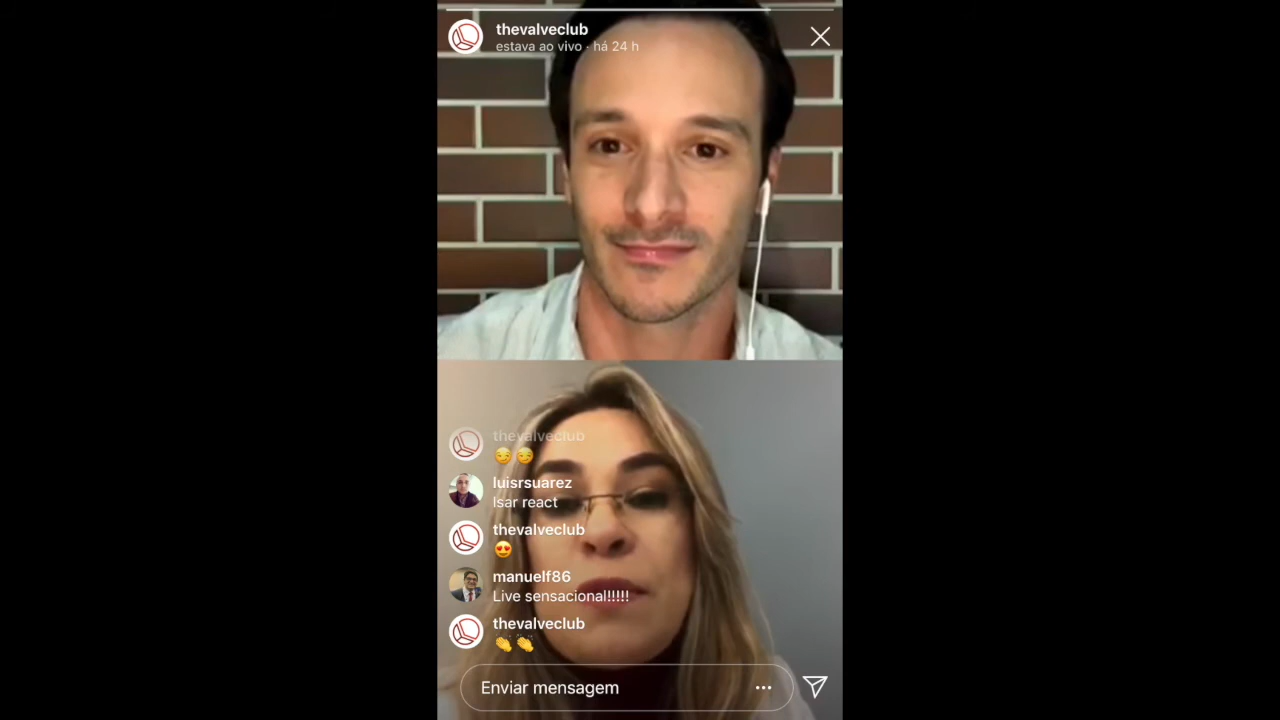 thevalveclub
estava ao vivo · há 24 h
thevalveclub
😏 😏
luisrsuarez
Isar react
thevalveclub
😍
manuelf86
Live sensacional!!!!!
thevalveclub
👏 👏
Enviar mensagem